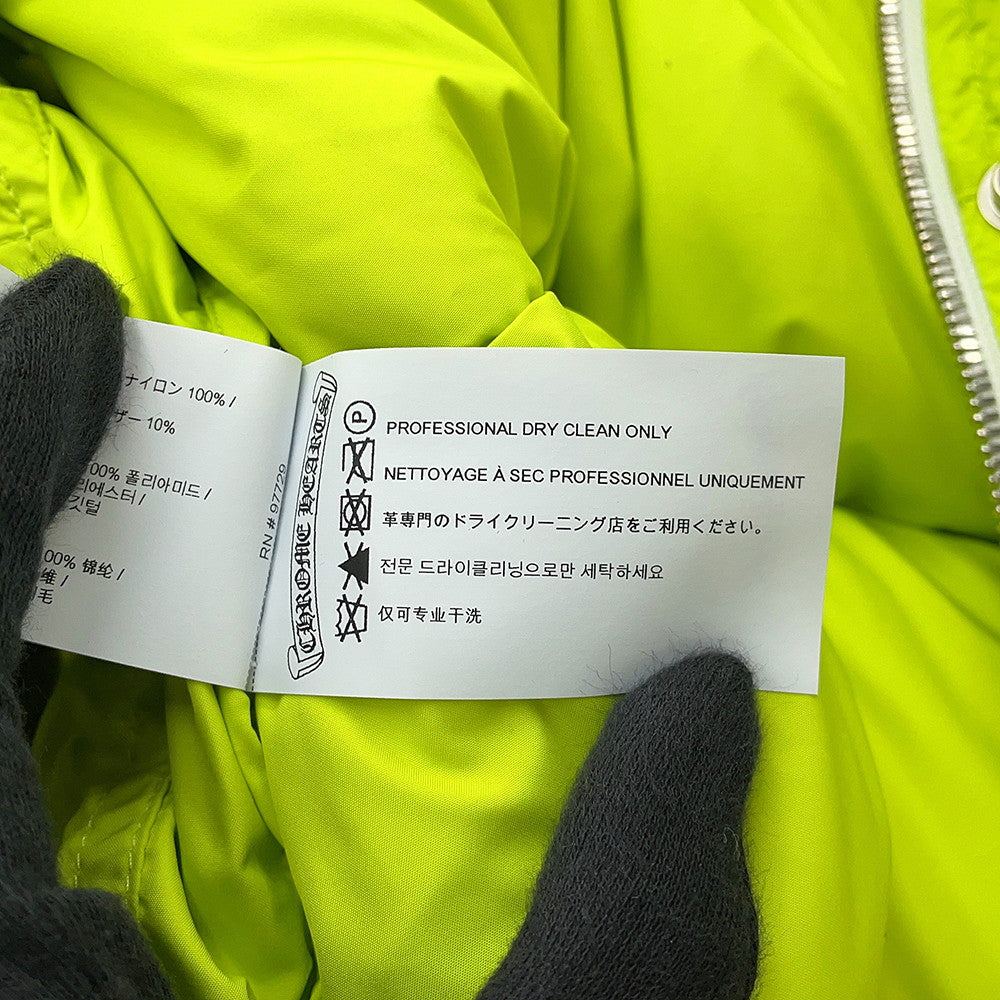 ナイロン 100% /
ザー 10%
100% 폴리아미드 /
리에스터 /
깃털
00% 锦纶 /
维 /
毛
RN # 97729
CHROME HEARTS
P
PROFESSIONAL DRY CLEAN ONLY
NETTOYAGE À SEC PROFESSIONNEL UNIQUEMENT
革専門のドライクリーニング店をご利用ください。
전문 드라이클리닝으로만 세탁하세요
仅可专业干洗